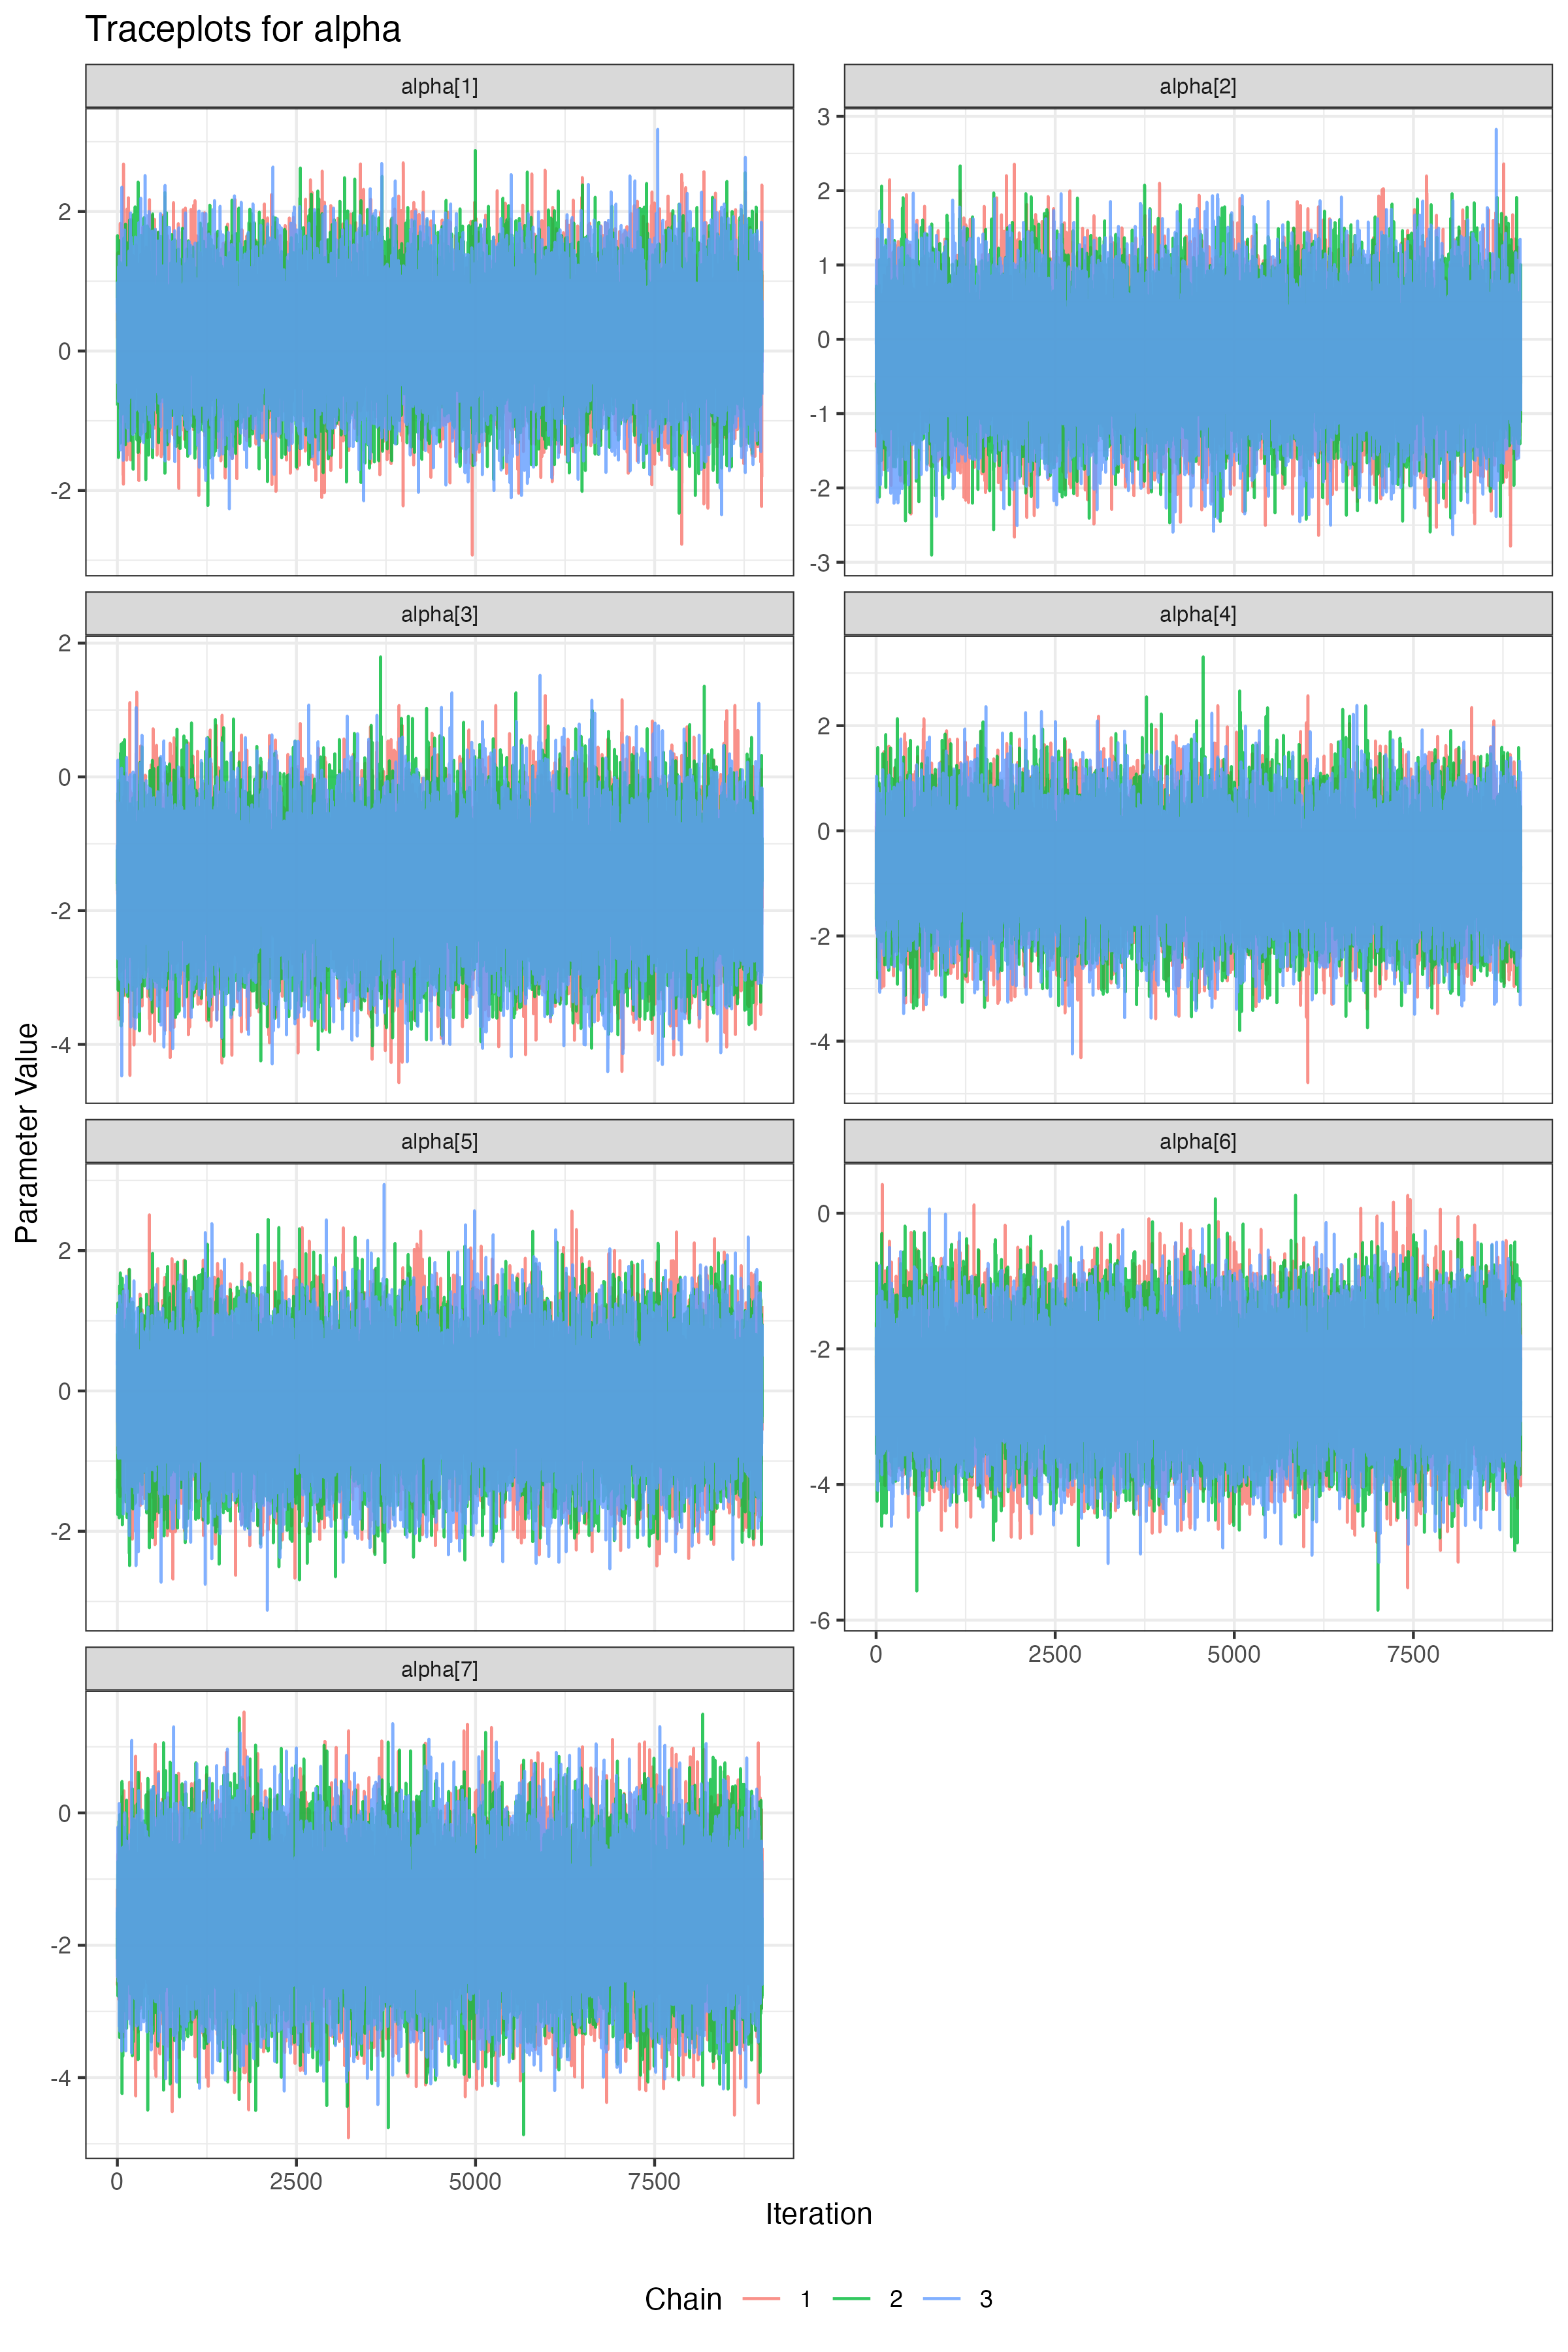 Traceplots for alpha
alpha[1] alpha[2]
3
2 2
1
0 0
-1
-2 -2
-3
alpha[3] alpha[4]
2
2
0 0
-2 -2
-4 -4
Parameter Value
alpha[5] alpha[6]
2 0
0 -2
-2 -4
-6
0 2500 5000 7500
alpha[7]
0
-2
-4
0 2500 5000 7500
Iteration
Chain 1 2 3